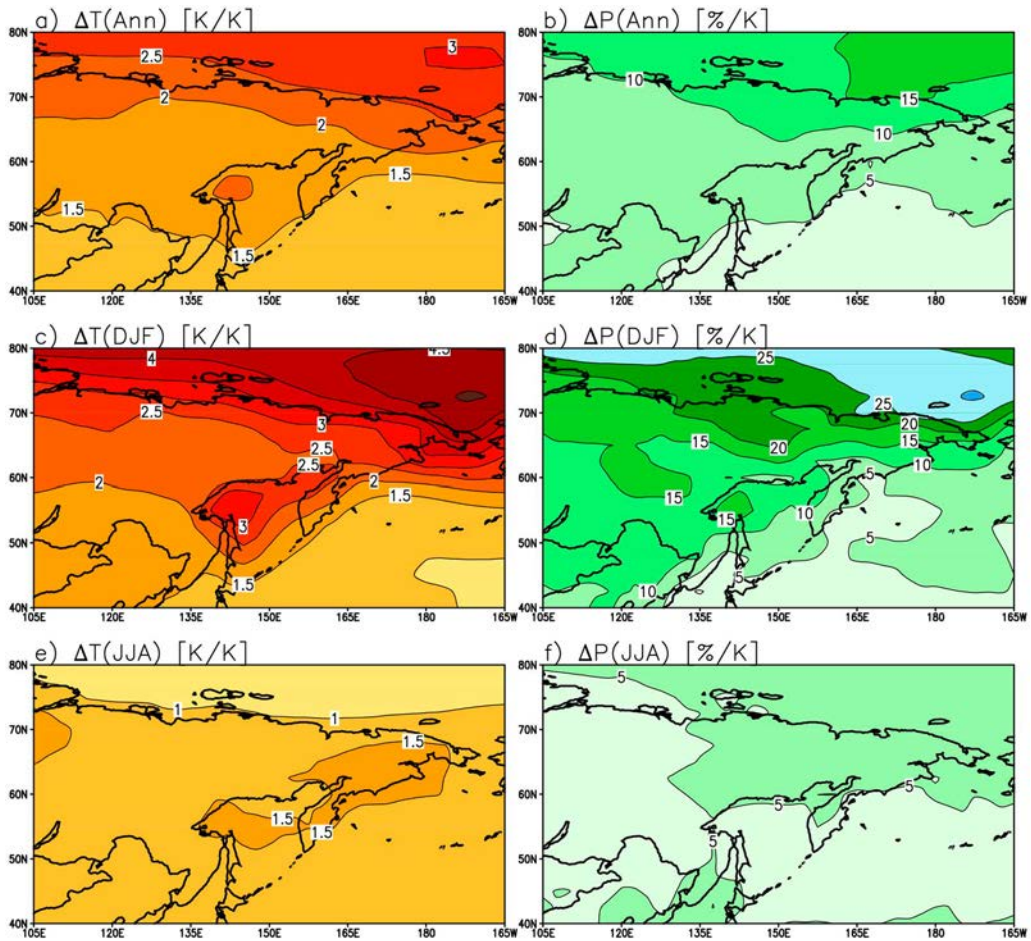 a) ΔT(Ann) [K/K]
b) ΔP(Ann) [%/K]
80N
70N
60N
50N
40N
105E 120E 135E 150E 165E 180 165W
2.5
3
2
2
1.5
1.5
1.5
80N
70N
60N
50N
40N
105E 120E 135E 150E 165E 180 165W
10
15
10
5
c) ΔT(DJF) [K/K]
d) ΔP(DJF) [%/K]
80N
70N
60N
50N
40N
105E 120E 135E 150E 165E 180 165W
4
4.5
2.5
3
2.5
2.5
2
1.5
3
1.5
80N
70N
60N
50N
40N
105E 120E 135E 150E 165E 180 165W
25
25
20
15
15
20
10
5
15
10
15
5
5
10
e) ΔT(JJA) [K/K]
f) ΔP(JJA) [%/K]
80N
70N
60N
50N
40N
105E 120E 135E 150E 165E 180 165W
1
1
1.5
1.5
1.5
80N
70N
60N
50N
40N
105E 120E 135E 150E 165E 180 165W
5
5
5
5